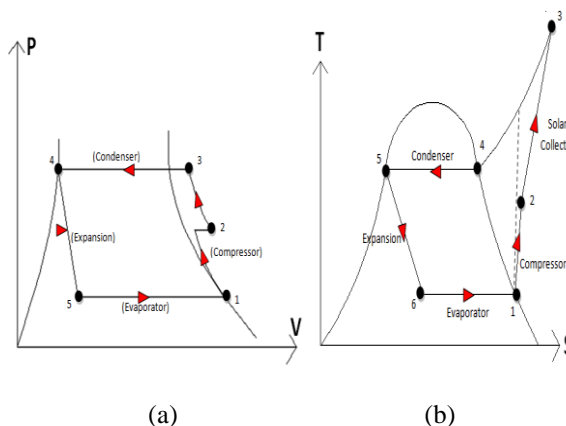 P
4
(Condenser)
3
2
(Expansion)
(Compressor)
5
(Evaporator)
1
V
(a)
T
3
Solar
Collect
5
Condenser
4
2
Expansion
Compressor
6
Evaporator
1
S
(b)